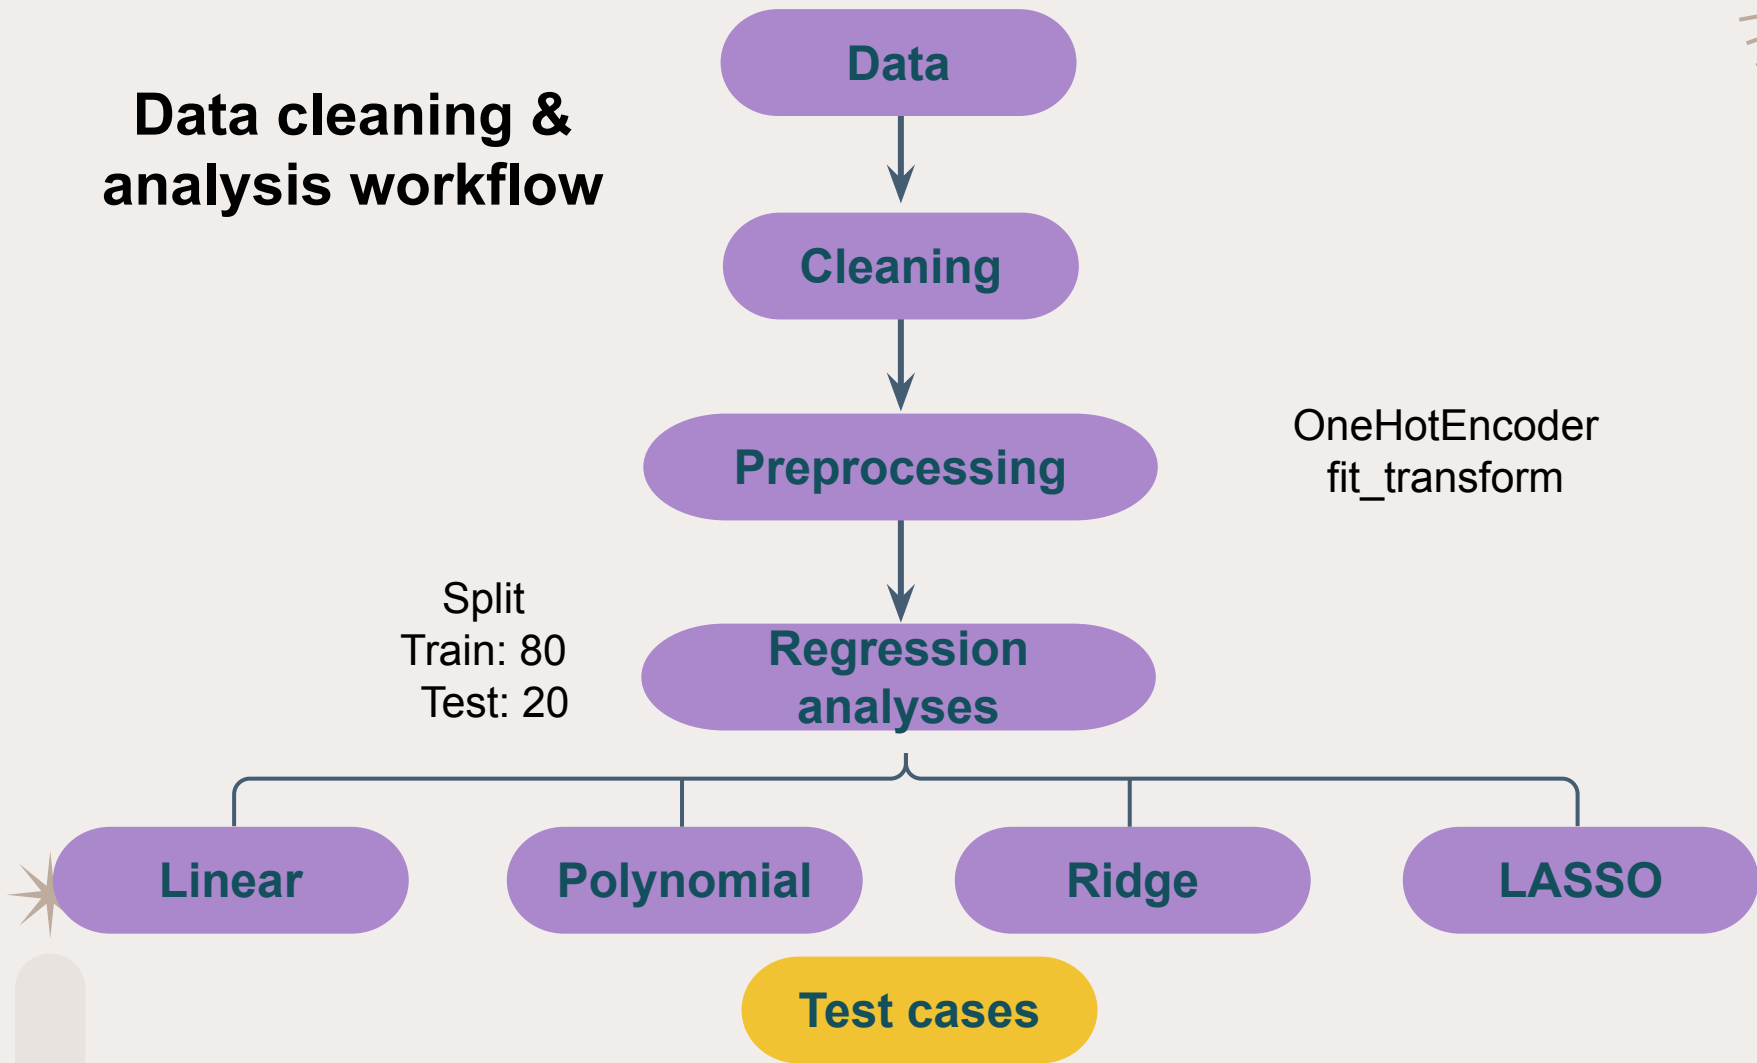 Data cleaning &
analysis workflow
Data
Cleaning
Preprocessing
OneHotEncoder
fit_transform
Split
Train: 80
Test: 20
Regression
analyses
Linear
Polynomial
Ridge
LASSO
Test cases